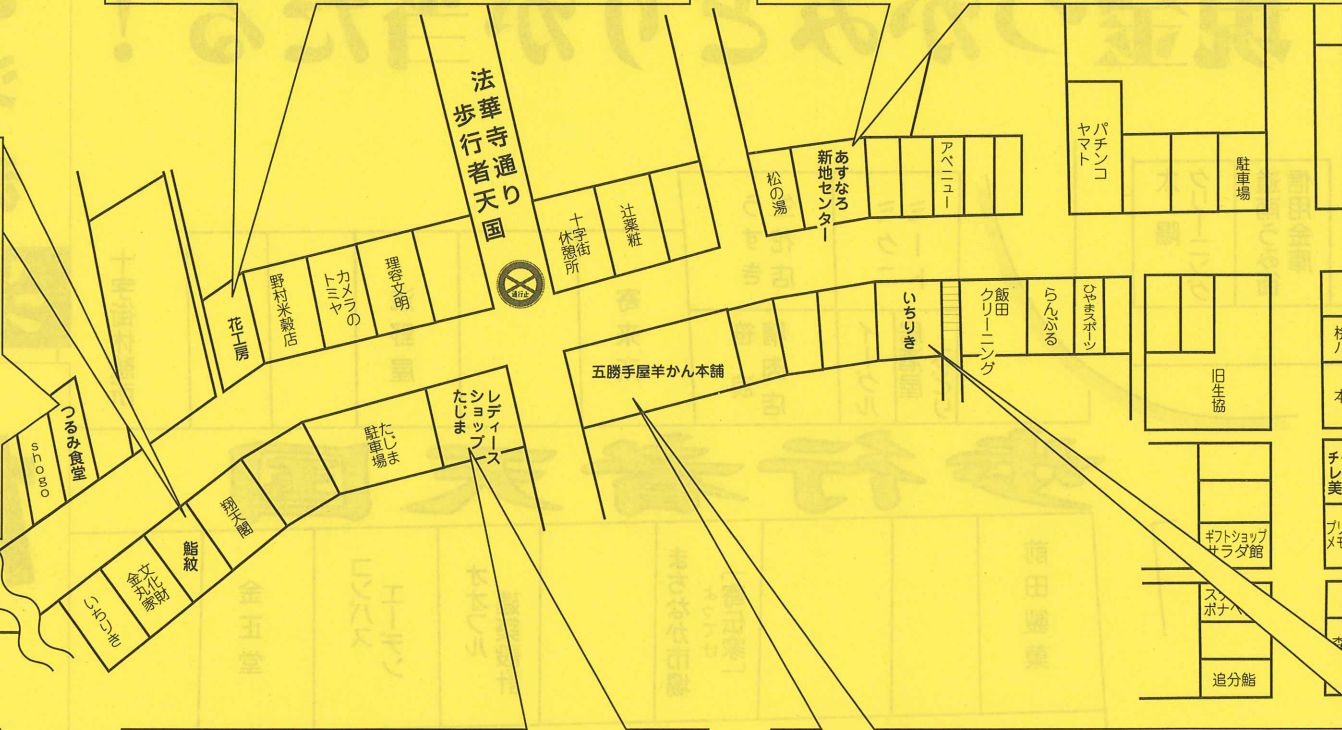 法華寺通り
歩行者天国
通行止
花工房
野村米穀店
カメラの
トミヤ
理容文明
十字街
休憩所
辻薬粧
松の湯
あすなろ
新地センター
アベニュー
パチンコ
ヤマト
駐車場
つるみ食堂
shogo
いちりき
文化財
金丸家
鮨紋
翔天閣
たじま
駐車場
レディース
ショップ
たじま
五勝手屋羊かん本舗
いちりき
飯田
クリーニング
らんぷる
ひやまスポーツ
旧生協
ギフトショップ
サラダ館
追分鮨